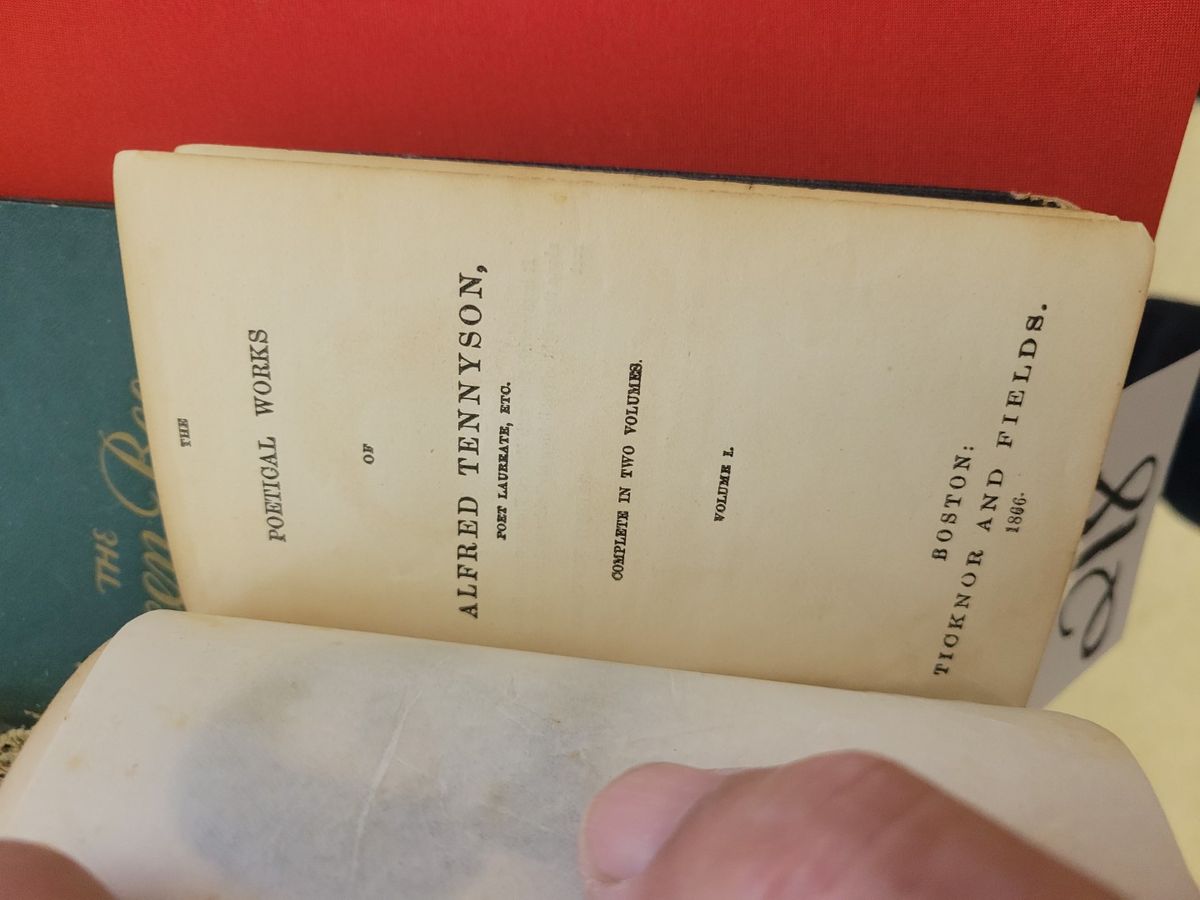 THE
POETICAL WORKS
OF
ALFRED TENNYSON,
POET LAUREATE, ETC.
COMPLETE IN TWO VOLUMES.
VOLUME I.
BOSTON:
TICKNOR AND FIELDS.
1866.
THE
218